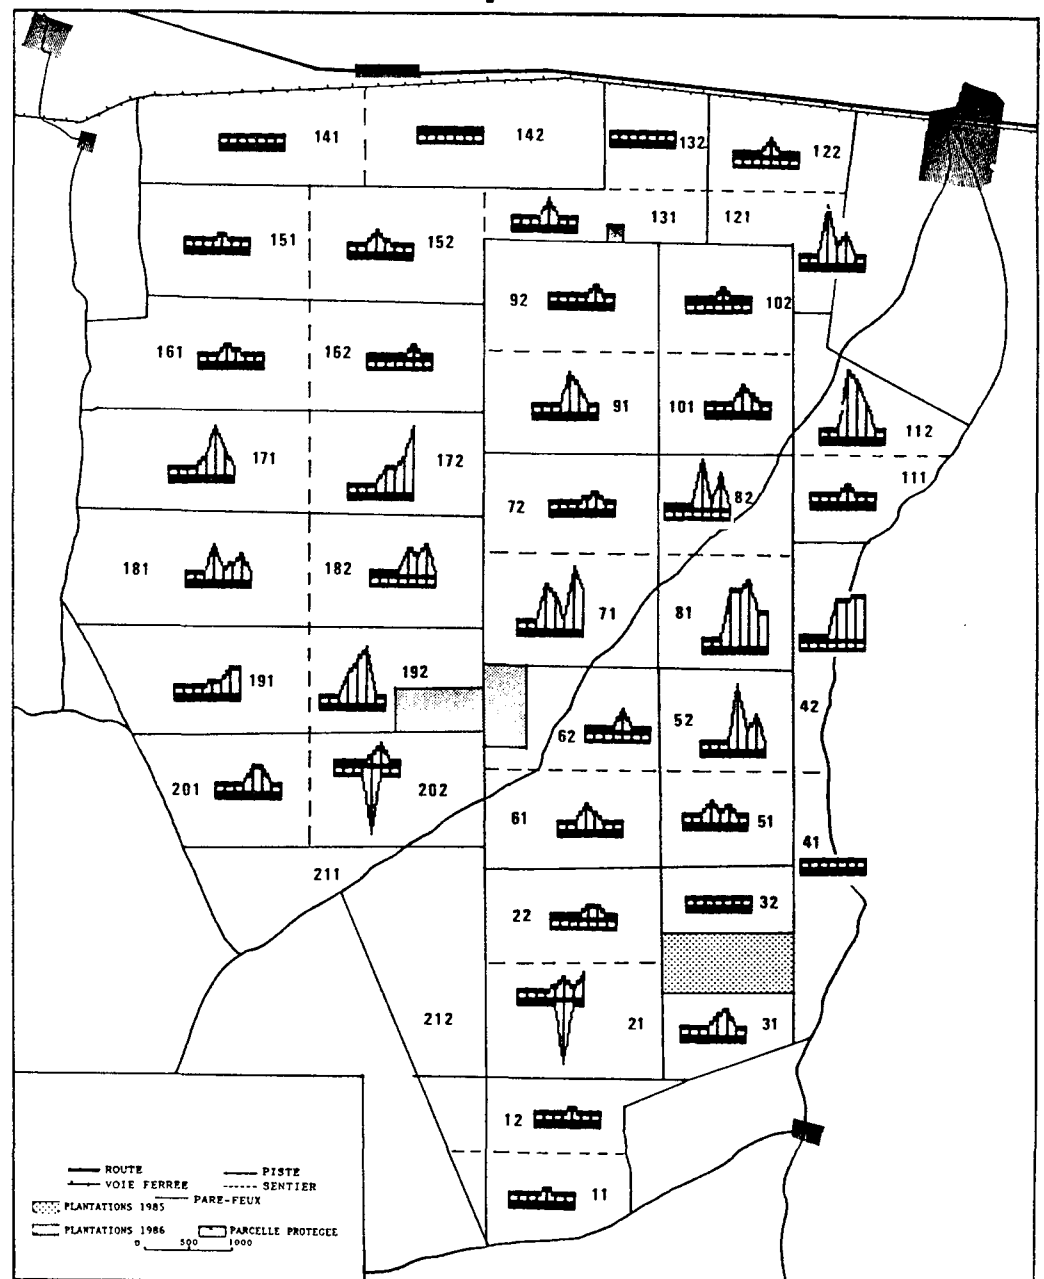 141 142 132 122
131 121
151 152
92 102
161 162
91 101 112
171 172
72 82 111
181 182
71 81
191 192
62 52 42
201 202
61 51 41
211
22 32
212 21 31
12
11
ROUTE PISTE
VOIE FERREE SENTIER
PARE-FEUX
PLANTATIONS 1985
PLANTATIONS 1986 PARCELLE PROTEGEE
0 500 1000